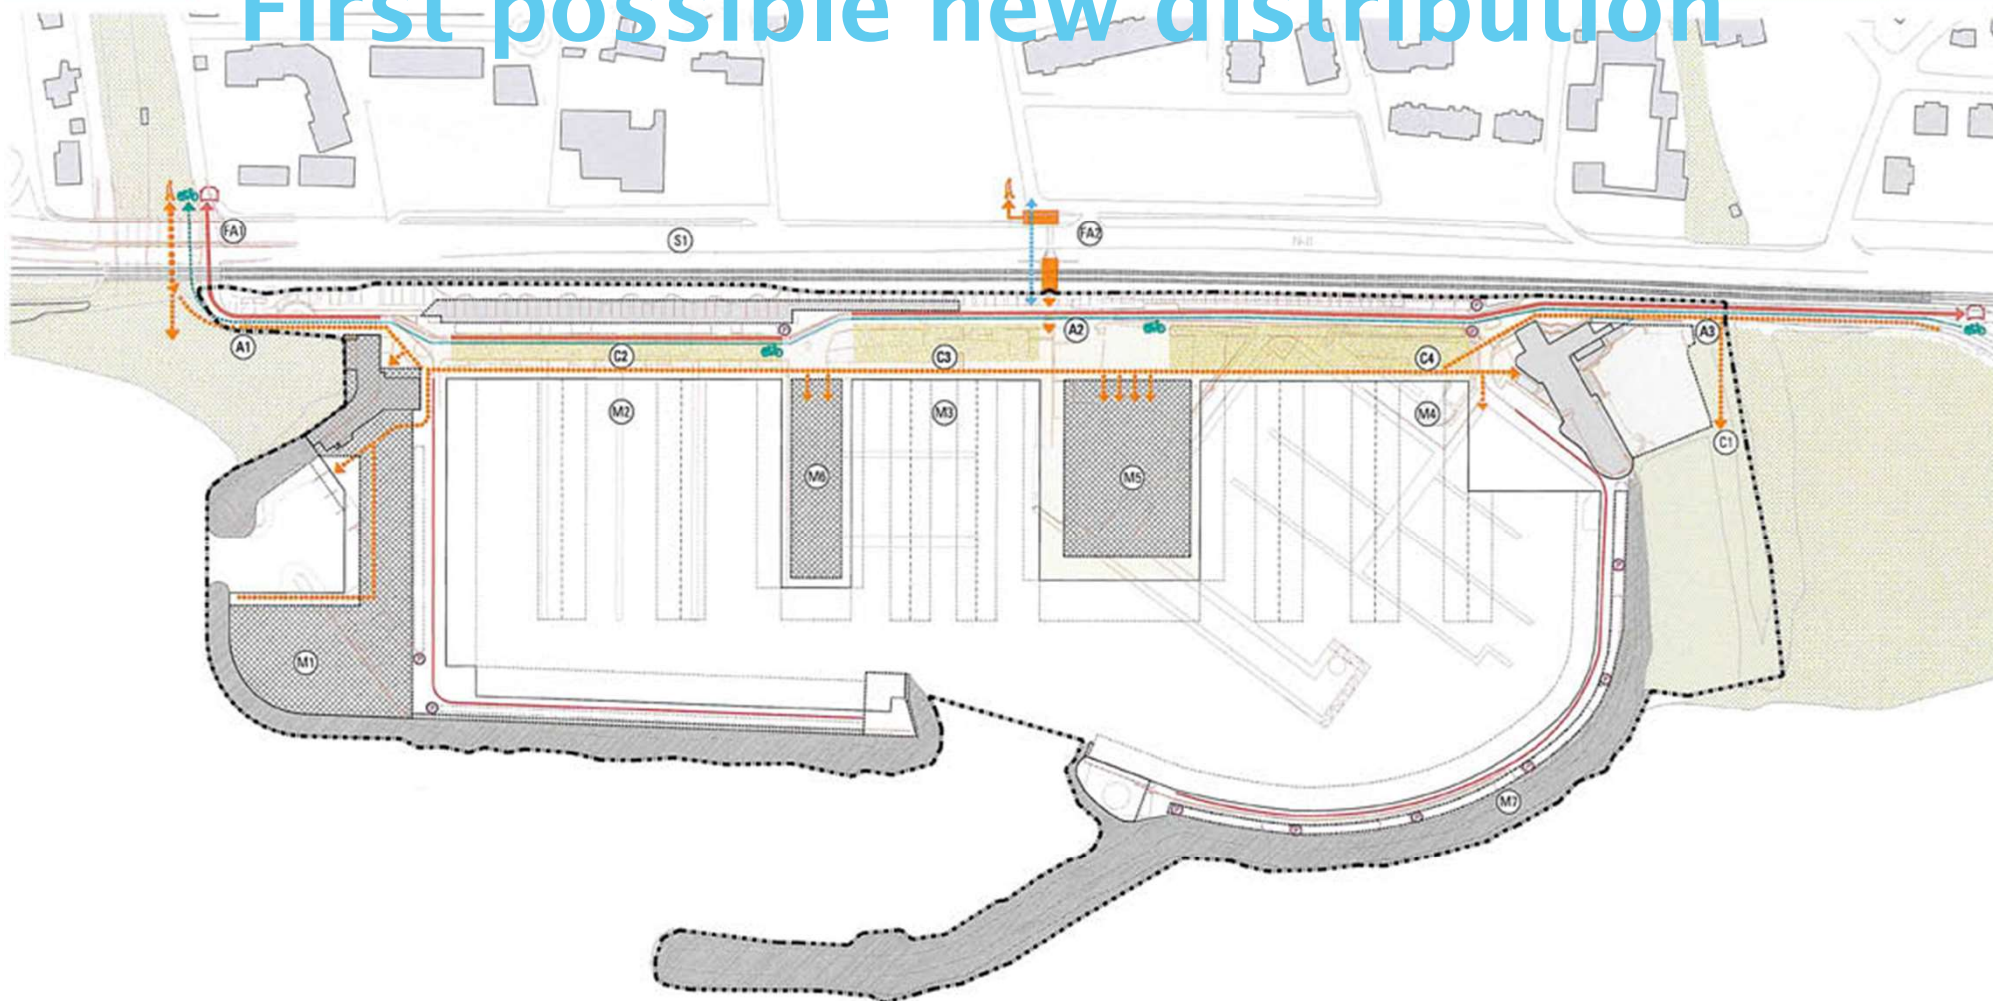 First possible new distribution
FA1
S1
FA2
N-II
A1
C2
C3
A2
C4
A3
M2
M3
M4
C1
M6
M5
M1
M7